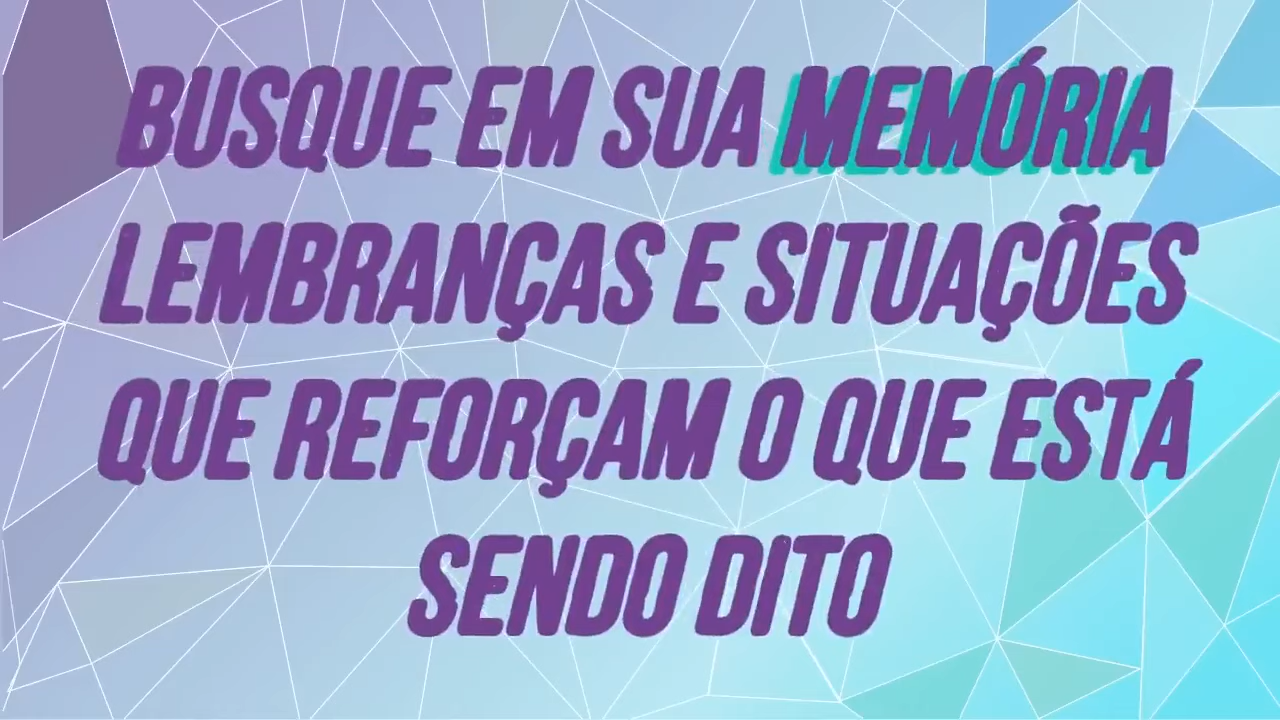 BUSQUE EM SUA MEMÓRIA
LEMBRANÇAS E SITUAÇÕES
QUE REFORÇAM O QUE ESTÁ
SENDO DITO